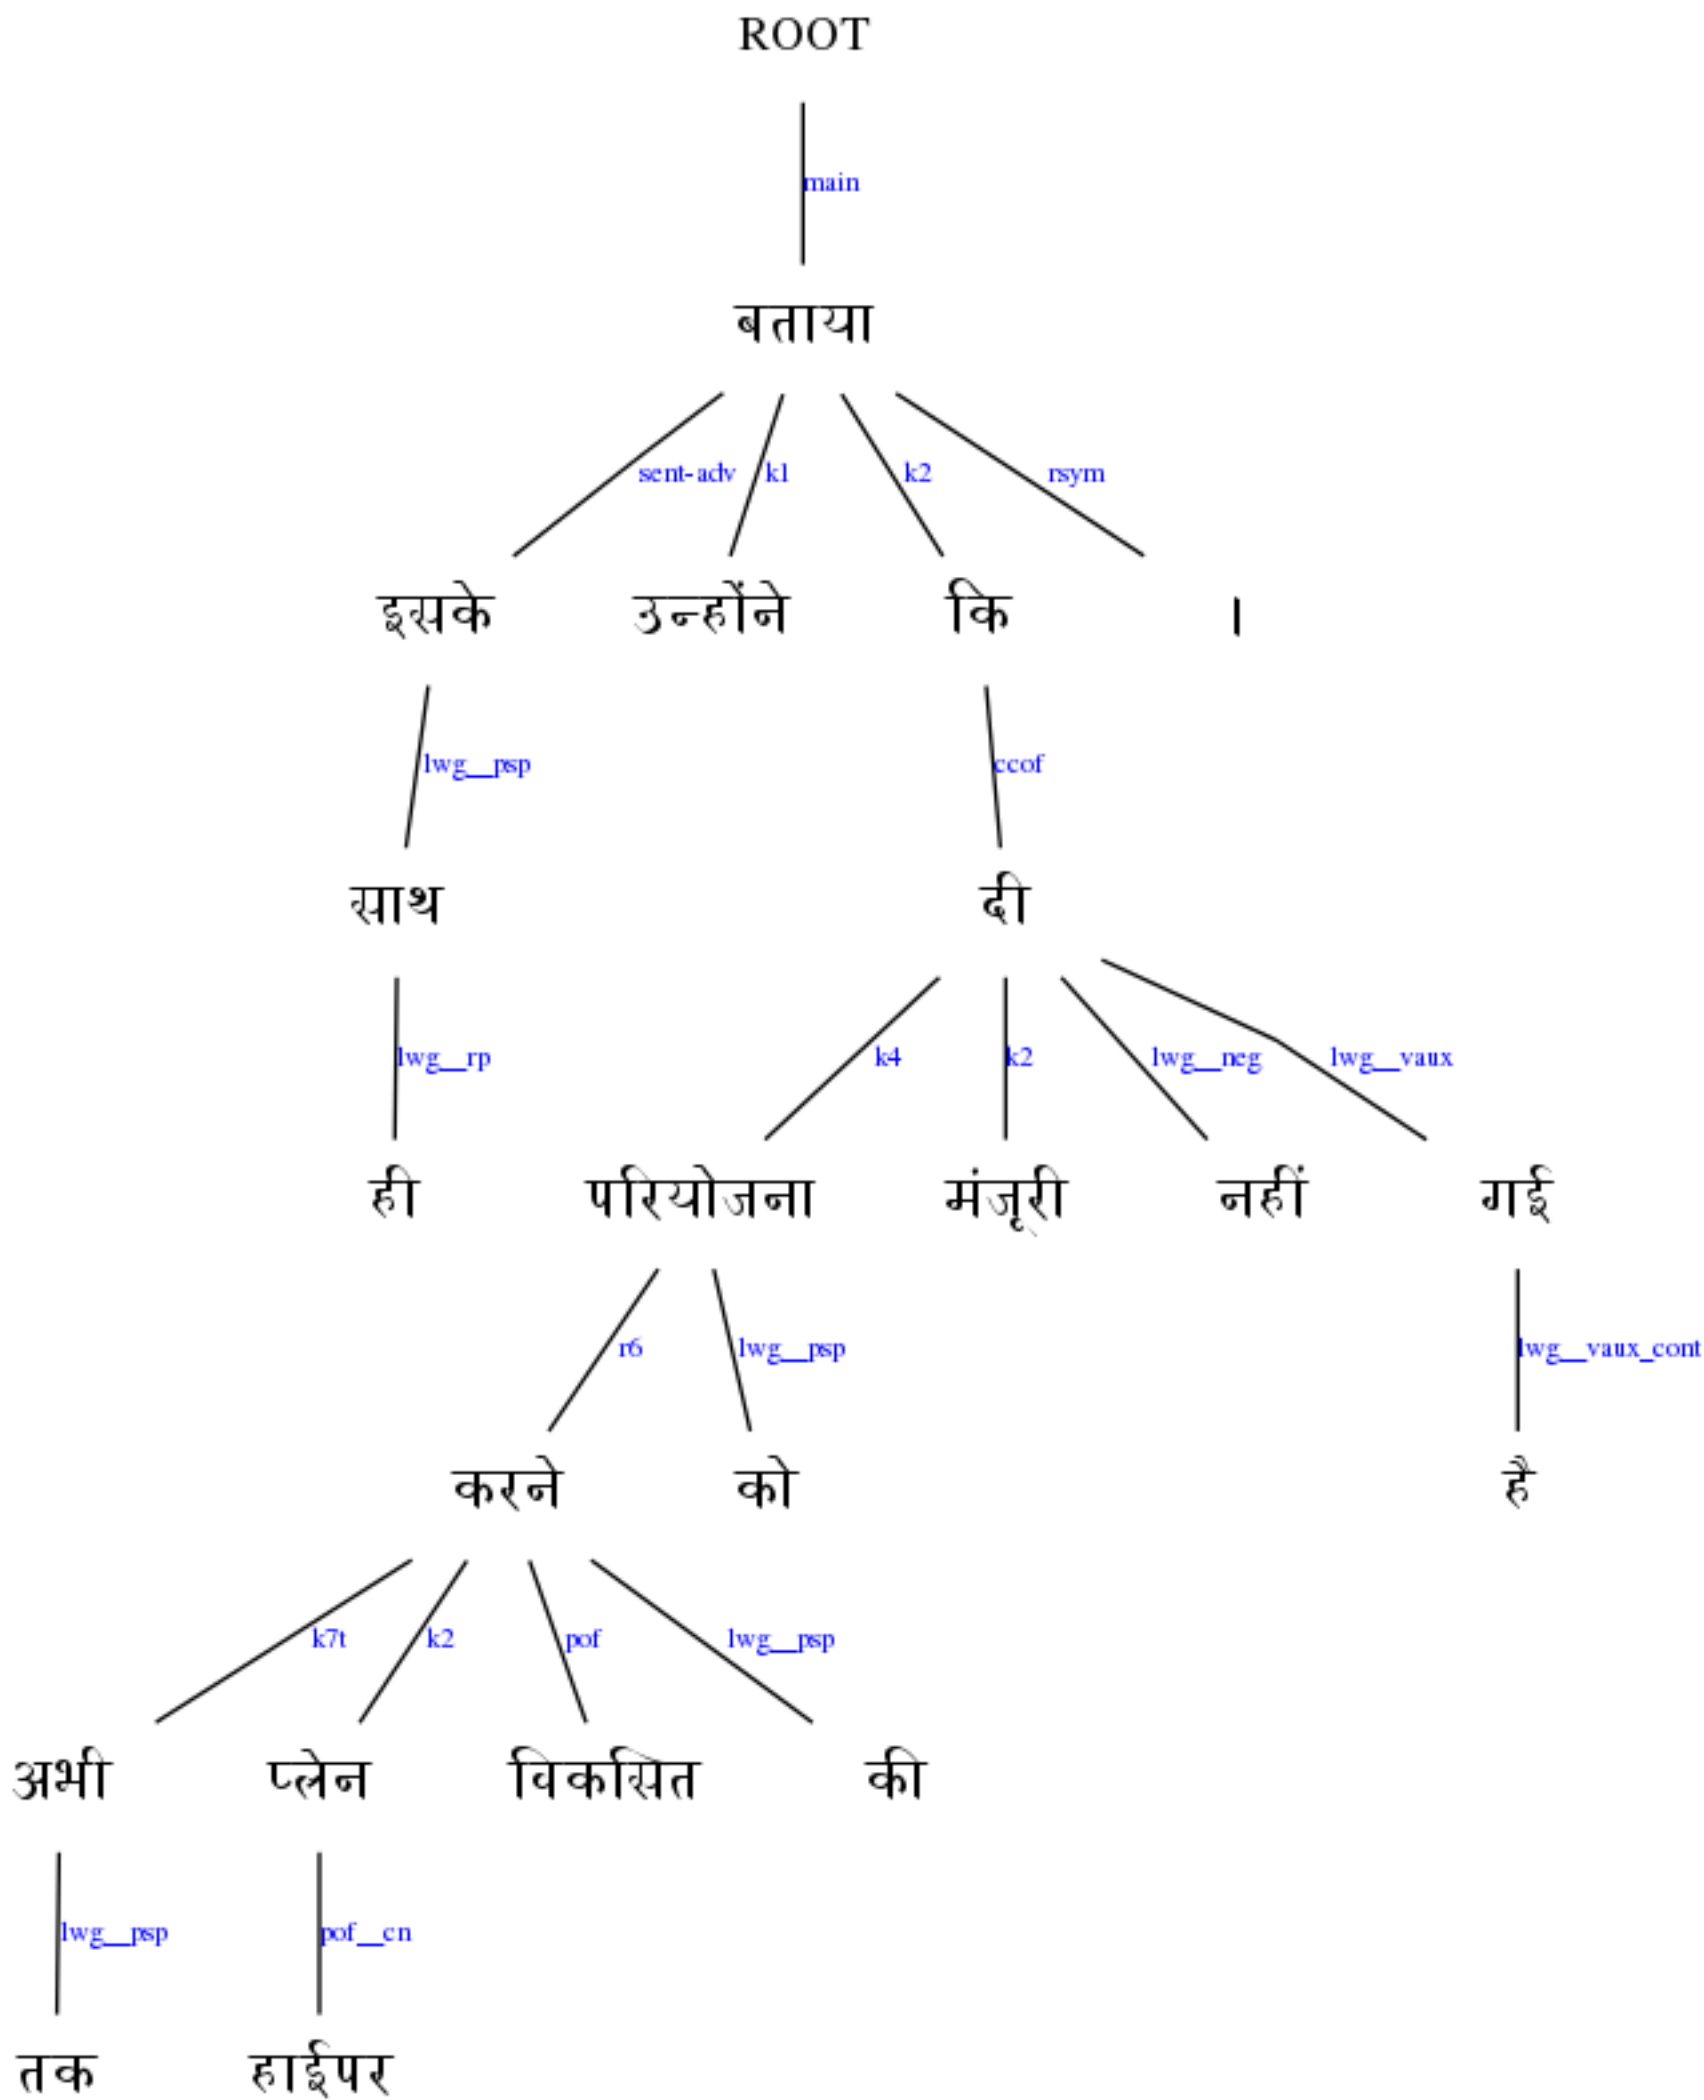 ROOT
main
बताया
sent-adv k1 k2 rsym
इसके उन्होंने कि ।
lwg__psp ccof
साथ दी
lwg__rp k4 k2 lwg__neg lwg__vaux
ही परियोजना मंजूरी नहीं गई
r6 lwg__psp lwg__vaux_cont
करने को है
k7t k2 pof lwg__psp
अभी प्लेन विकसित की
lwg__psp pof__cn
तक हाईपर